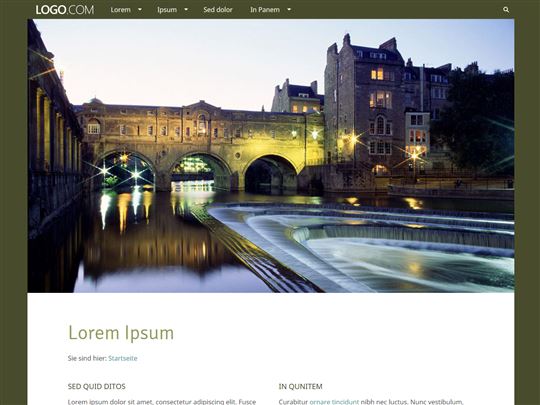 LOGO.COM Lorem Ipsum Sed dolor In Panem
Lorem Ipsum
Sie sind hier: Startseite
SED QUID DITOS
Lorem ipsum dolor sit amet, consectetur adipiscing elit. Fusce
IN QUNITEM
Curabitur ornare tincidunt nibh nec luctus. Nunc vestibulum,